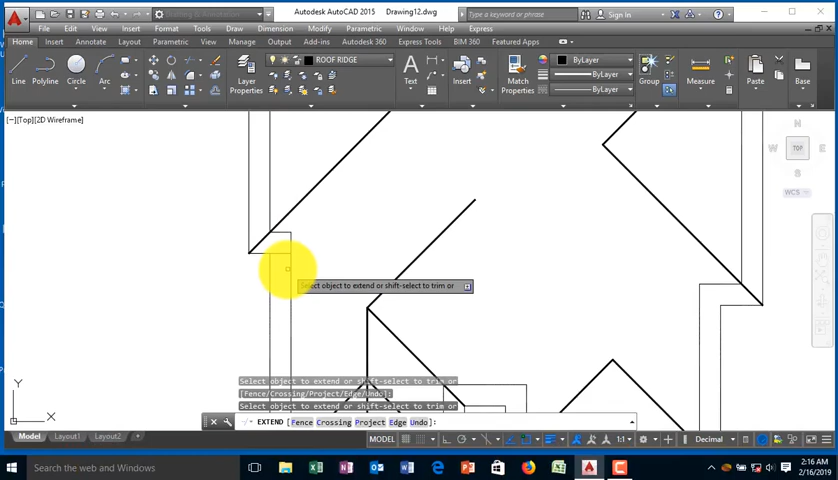 Drafting & Annotation
Autodesk AutoCAD 2015 Drawing12.dwg
Type a keyword or phrase
Sign In
File Edit View Insert Format Tools Draw Dimension Modify Parametric Window Help Express
Home Insert Annotate Layout Parametric View Manage Output Add-ins Express Tools BIM 360 Featured Apps
ROOF RIDGE
ByLayer
ByLayer
ByLayer
Line Polyline Circle Arc
Layer
Properties
Text
Insert
Match
Properties
Group
Measure
Paste
Base
[−][Top][2D Wireframe]
N
W TOP E
S
WCS
Select object to extend or shift-select to trim or
Y
X
Select object to extend or shift-select to trim or
[Fence/Crossing/Project/Edge/Undo]:
Select object to extend or shift-select to trim or
EXTEND [Fence Crossing Project Edge Undo]:
Model Layout1 Layout2 +
MODEL
1:1
Decimal
Search the web and Windows
2:16 AM
2/16/2019